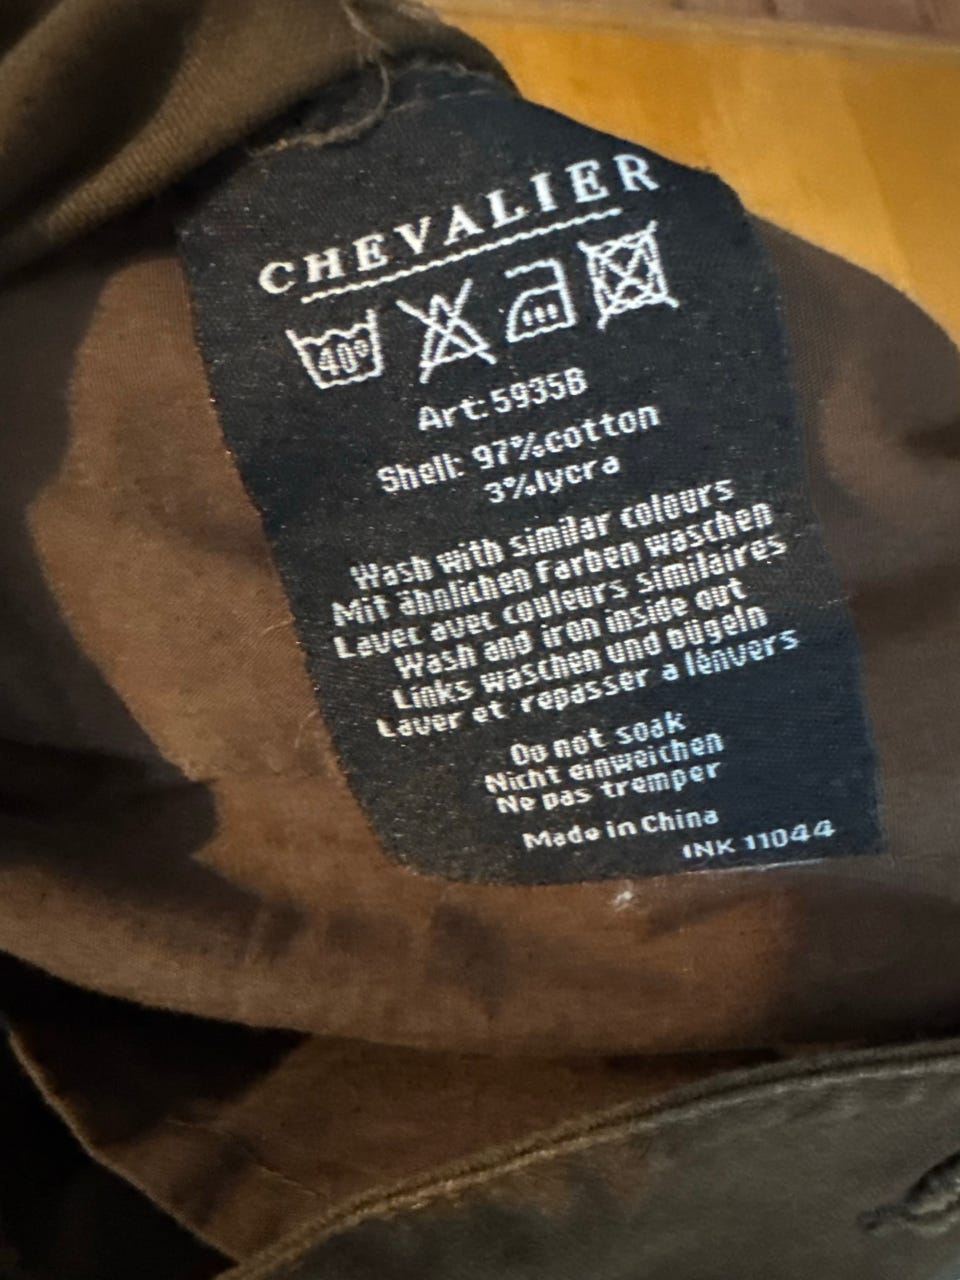 CHEVALIER
40°
Art: 5935B
Shell: 97%cotton
3%lycra
Wash with similar colours
Mit ähnlichen Farben waschen
Laver avec couleurs similaires
Wash and iron inside out
Links waschen und bügeln
Laver et repasser a lénvers
Do not soak
Nicht einweichen
Ne pas tremper
Made in China
INK 11044